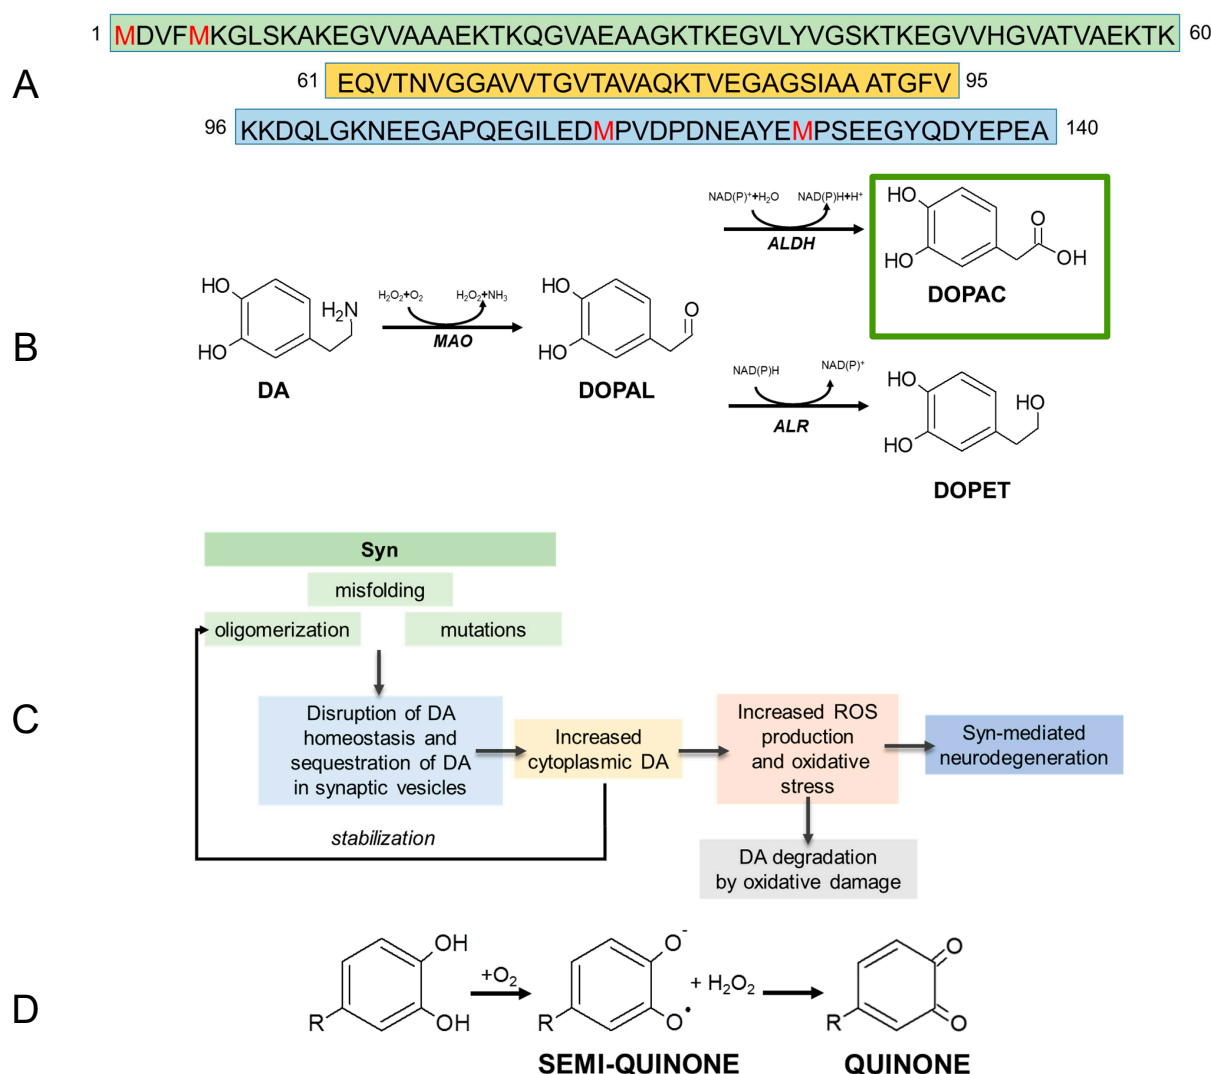 A
1 MDVFMKGLSKAKEGVVAAAEKTKQGVAEAAGKTKEGVLYVGSKTKEGVVHGVATVAEKTK 60
61 EQVTNVGGAVVTGVTAVAQKTVEGAGSIAA ATGFV 95
96 KKDQLGKNEEGAPQEGILEDMPVDPDNEAYEMPSEEGYQDYEPEA 140
B
HO
HO
H₂N
DA
H₂O₂+O₂
H₂O₂+NH₃
MAO
HO
HO
O
DOPAL
NAD(P)⁺+H₂O
NAD(P)H+H⁺
ALDH
HO
HO
O
OH
DOPAC
NAD(P)H
NAD(P)⁺
ALR
HO
HO
HO
DOPET
C
Syn
misfolding
oligomerization
mutations
Disruption of DA
homeostasis and
sequestration of DA
in synaptic vesicles
Increased
cytoplasmic DA
Increased ROS
production
and oxidative
stress
Syn-mediated
neurodegeneration
stabilization
DA degradation
by oxidative damage
D
OH
OH
R
+O₂
O⁻
O•
R
SEMI-QUINONE
+ H₂O₂
O
O
R
QUINONE